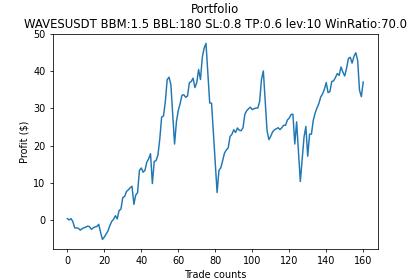 Portfolio
WAVESUSDT BBM:1.5 BBL:180 SL:0.8 TP:0.6 lev:10 WinRatio:70.0
Profit ($)
50
40
30
20
10
0
0 20 40 60 80 100 120 140 160
Trade counts